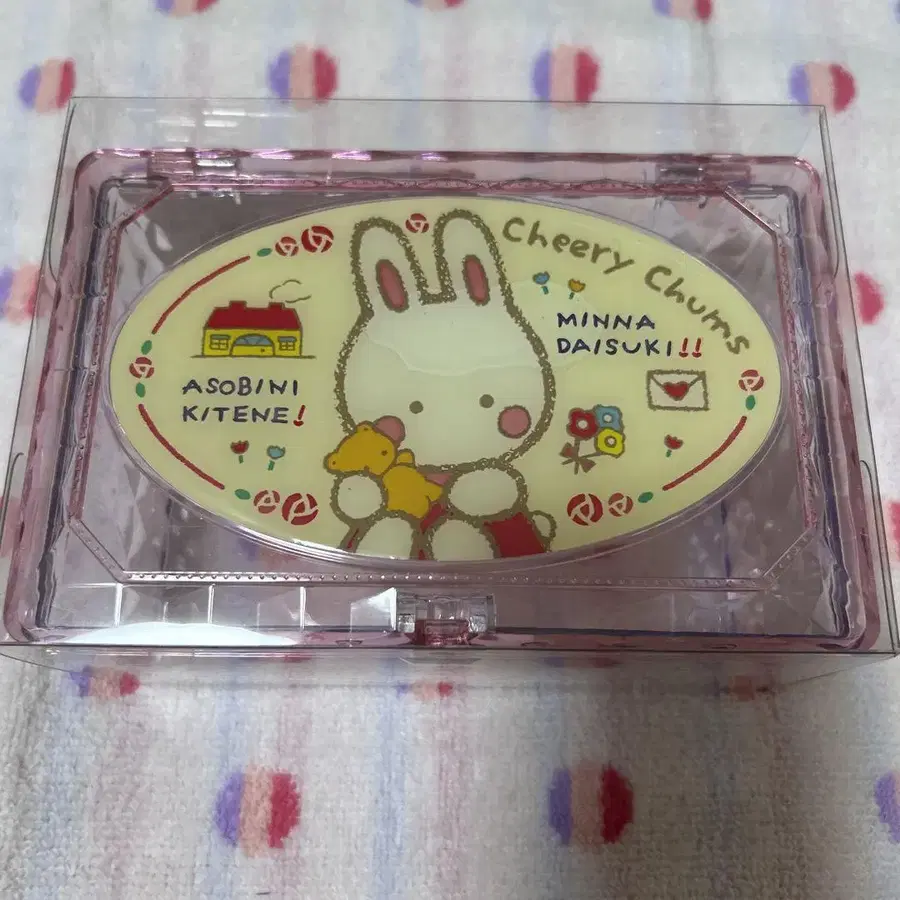 Cheery Chums
MINNA
DAISUKI!!
ASOBINI
KITENE!